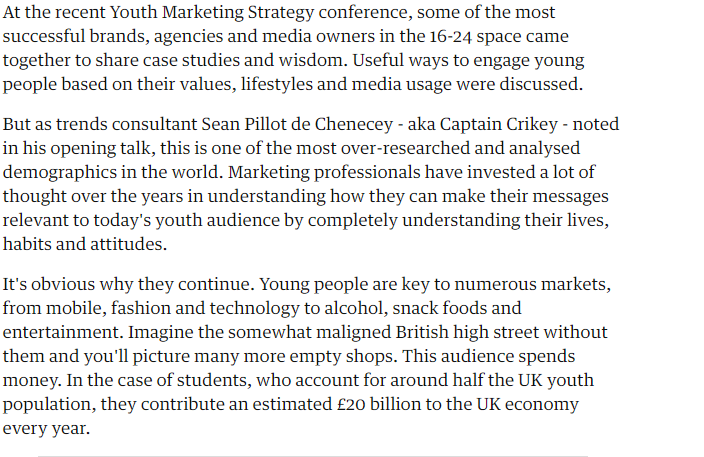 At the recent Youth Marketing Strategy conference, some of the most
successful brands, agencies and media owners in the 16-24 space came
together to share case studies and wisdom. Useful ways to engage young
people based on their values, lifestyles and media usage were discussed.
But as trends consultant Sean Pillot de Chenecey - aka Captain Crikey - noted
in his opening talk, this is one of the most over-researched and analysed
demographics in the world. Marketing professionals have invested a lot of
thought over the years in understanding how they can make their messages
relevant to today's youth audience by completely understanding their lives,
habits and attitudes.
It's obvious why they continue. Young people are key to numerous markets,
from mobile, fashion and technology to alcohol, snack foods and
entertainment. Imagine the somewhat maligned British high street without
them and you'll picture many more empty shops. This audience spends
money. In the case of students, who account for around half the UK youth
population, they contribute an estimated £20 billion to the UK economy
every year.